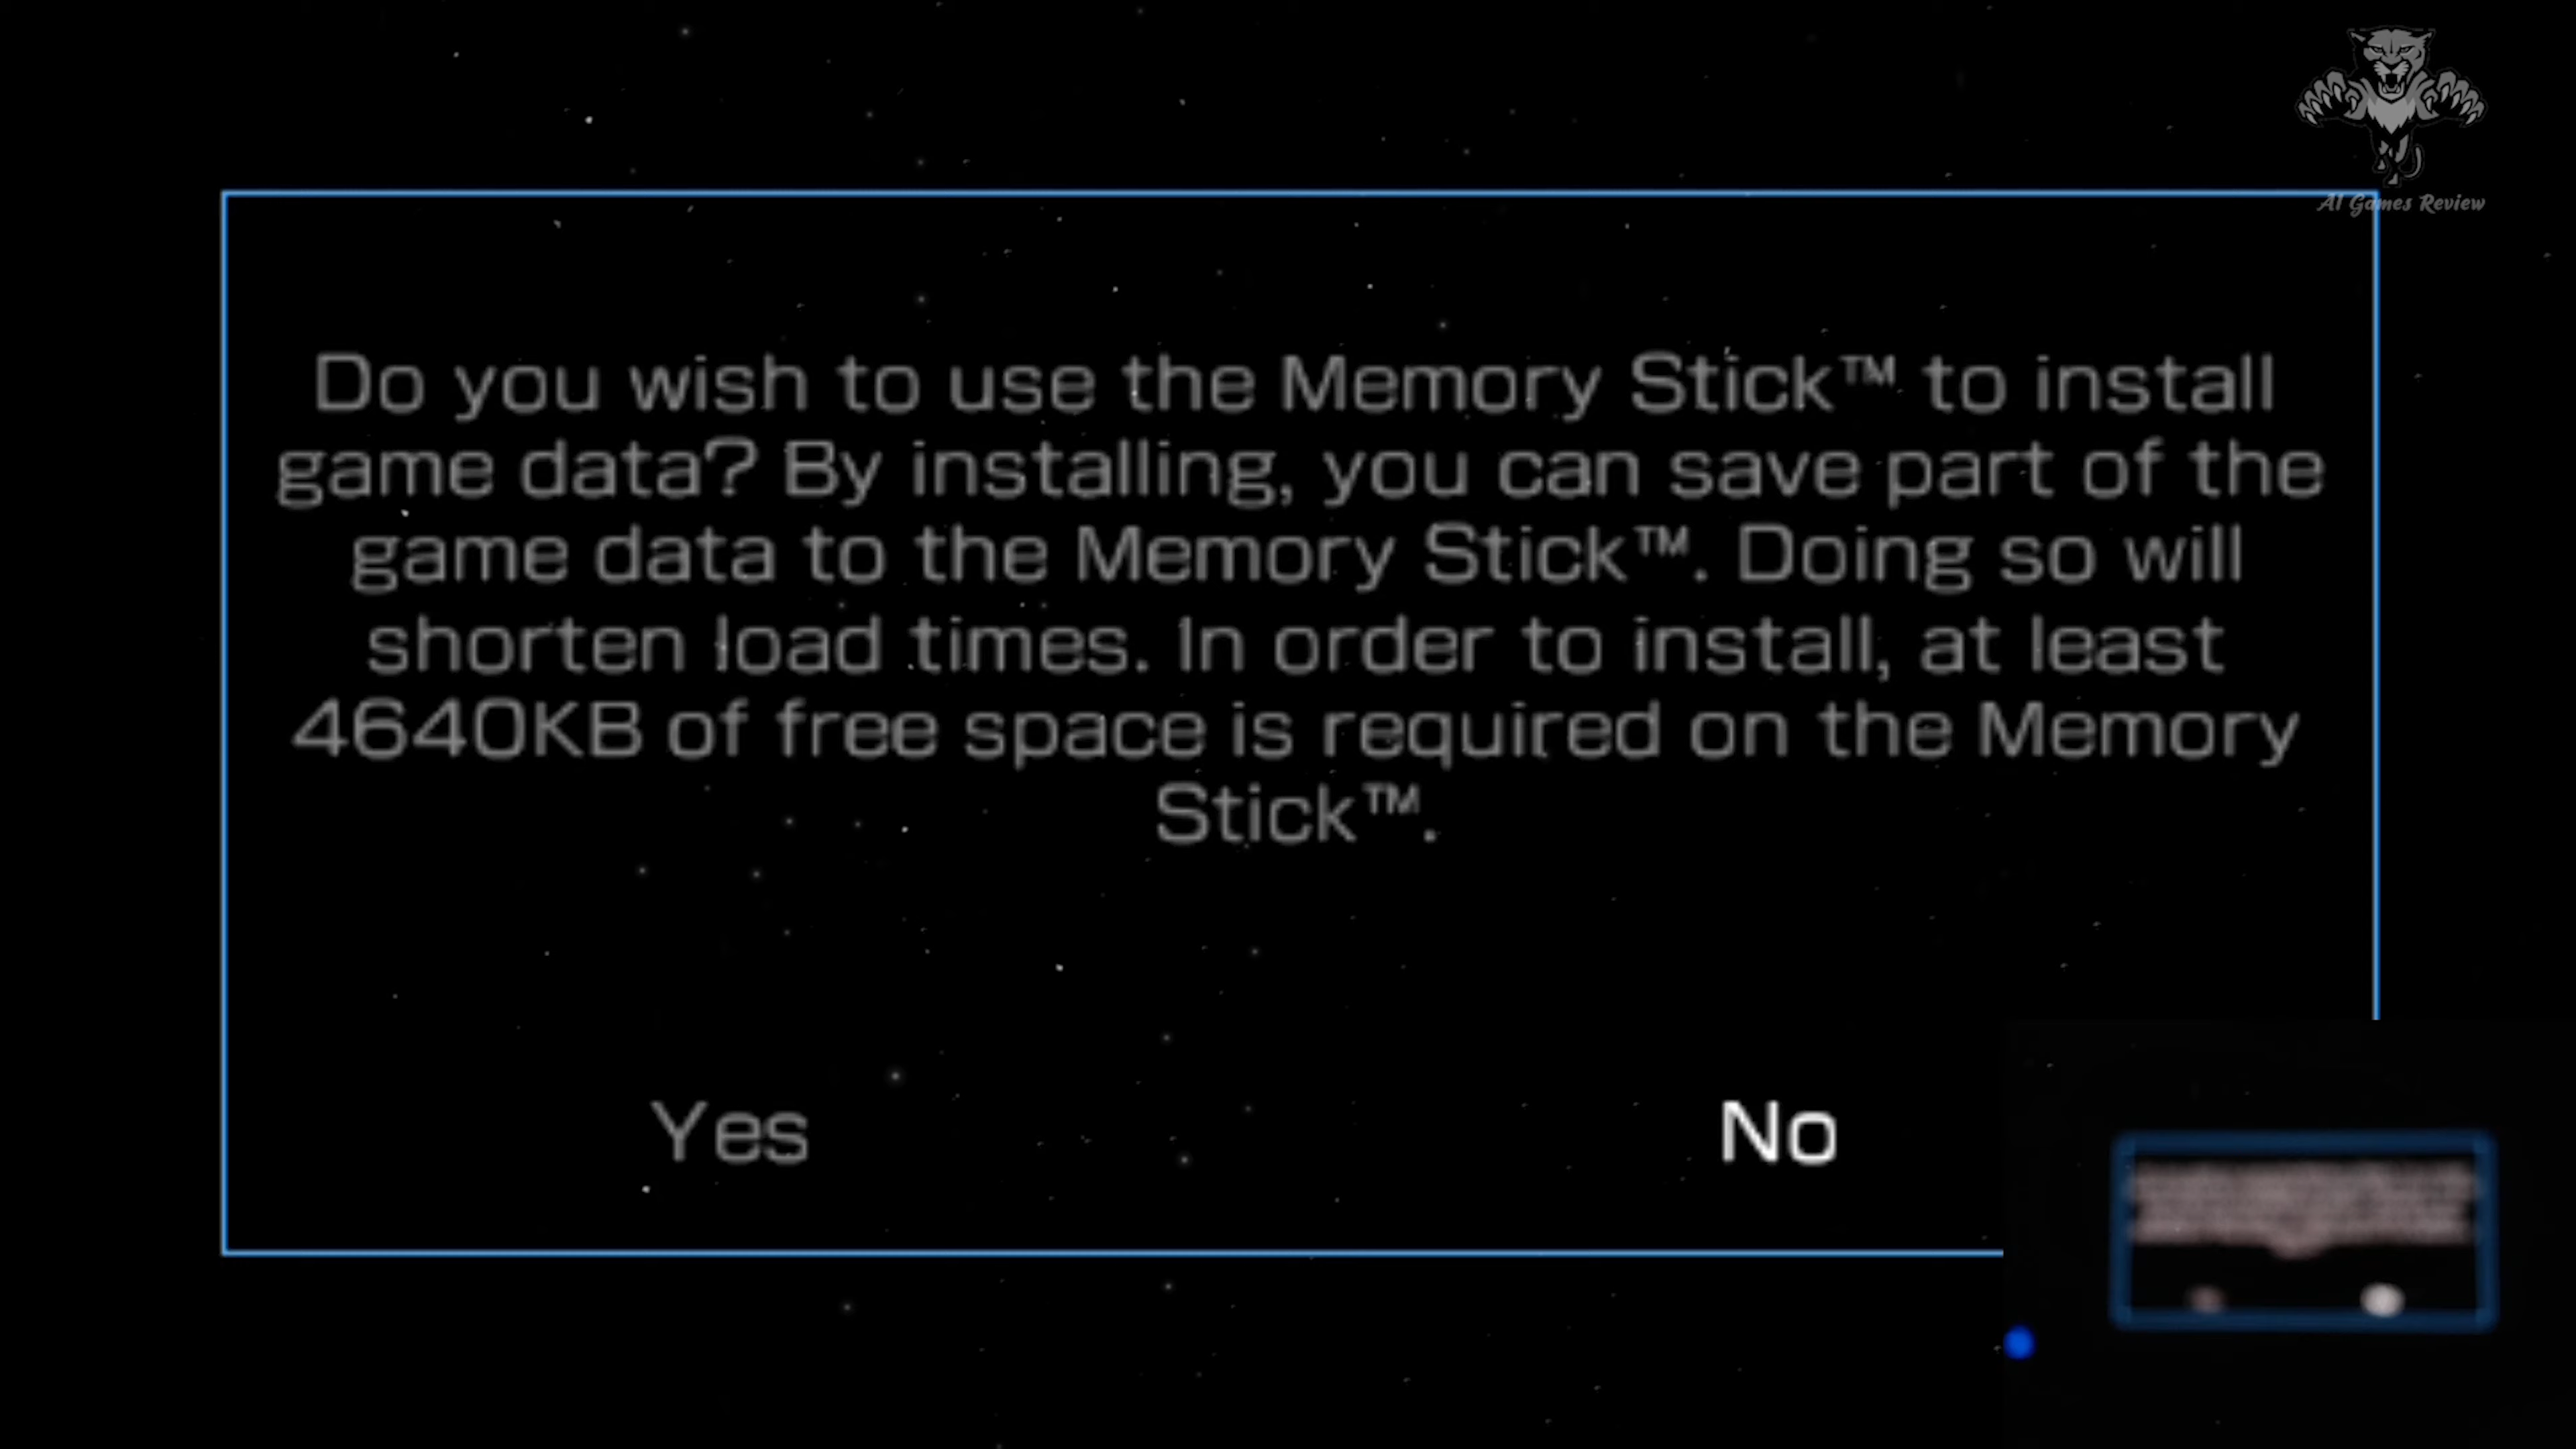 AI Games Review
Do you wish to use the Memory Stick™ to install
game data? By installing, you can save part of the
game data to the Memory Stick™. Doing so will
shorten load times. In order to install, at least
4640KB of free space is required on the Memory
Stick™.
Yes
No